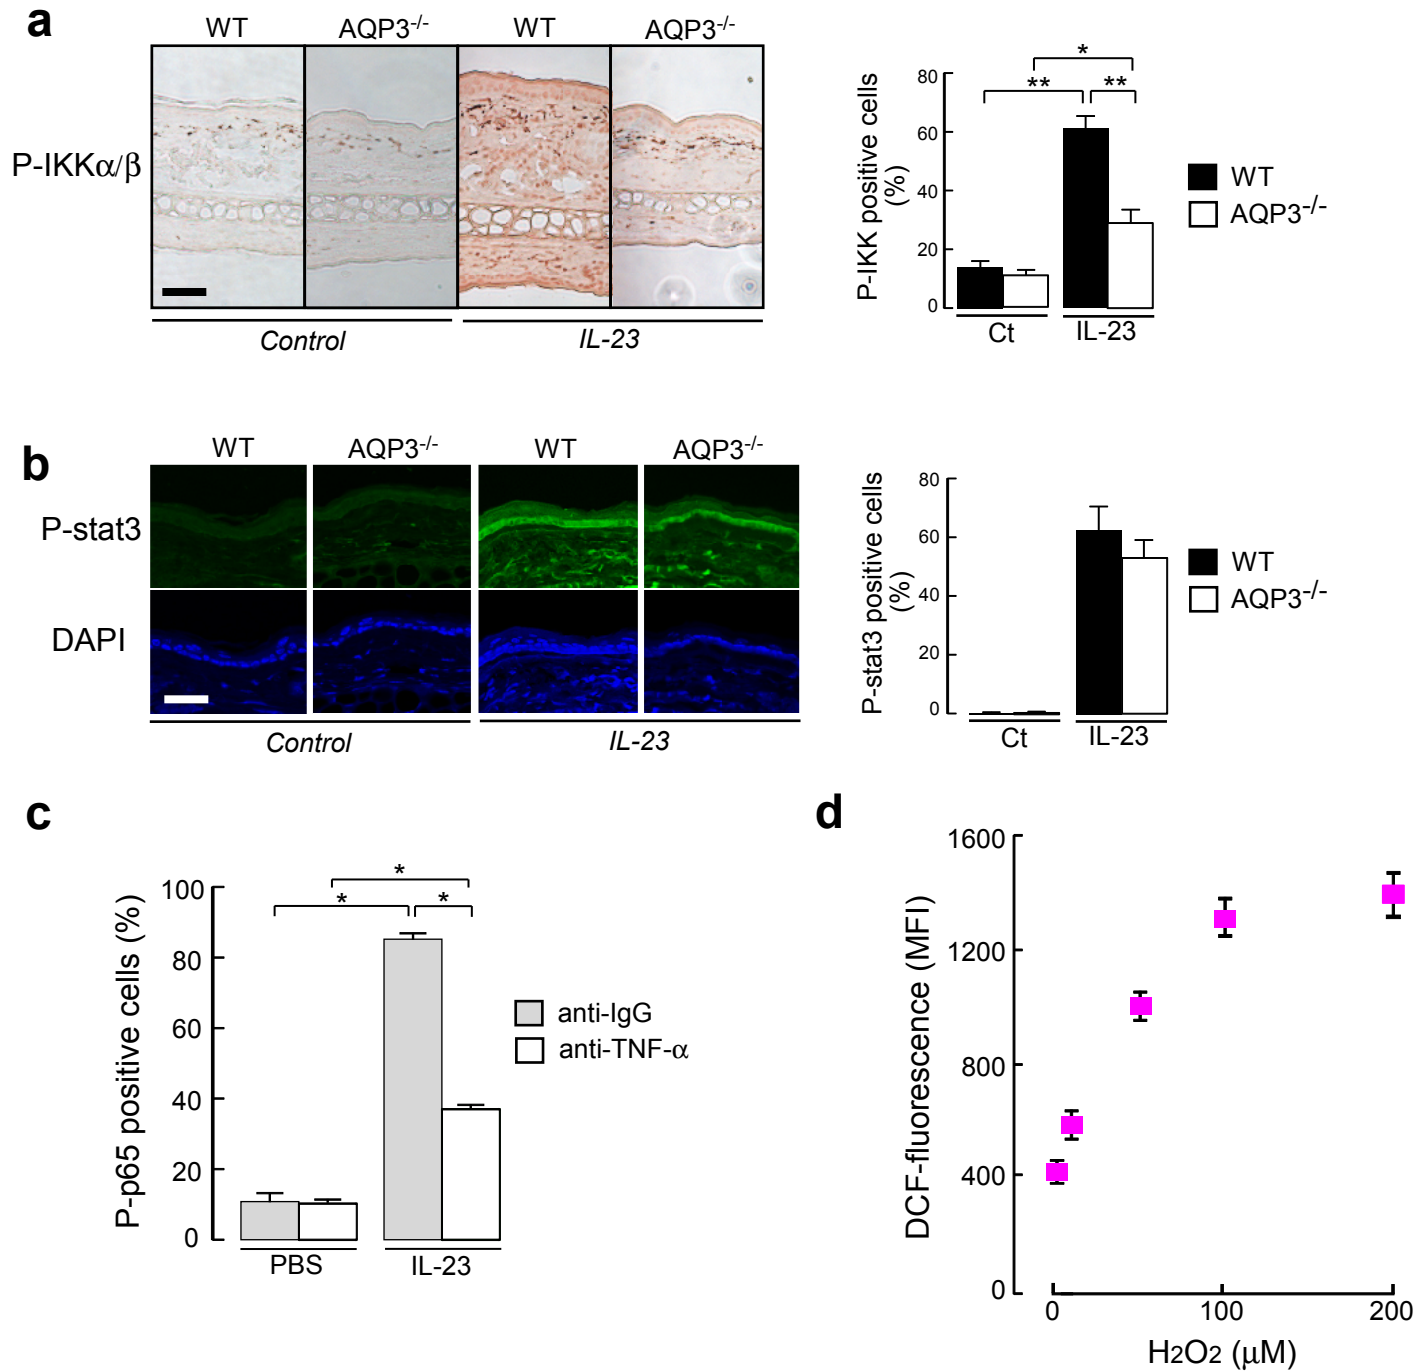 a
WT AQP3-/- WT AQP3-/-
P-IKKα/β
Control IL-23
P-IKK positive cells
(%)
80
60
40
20
0
* ** **
Ct IL-23
WT
AQP3-/-
b
WT AQP3-/- WT AQP3-/-
P-stat3
DAPI
Control IL-23
P-stat3 positive cells
(%)
80
60
40
20
0
Ct IL-23
WT
AQP3-/-
c
P-p65 positive cells (%)
100
80
60
40
20
0
* * *
PBS IL-23
anti-IgG
anti-TNF-α
d
DCF-fluorescence (MFI)
1600
1200
800
400
0
0 100 200
H2O2 (μM)